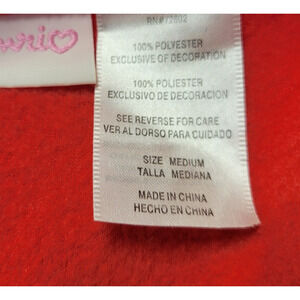 RN#72602
100% POLYESTER
EXCLUSIVE OF DECORATION
100% POLIESTER
EXCLUSIVO DE DECORACION
SEE REVERSE FOR CARE
VER AL DORSO PARA CUIDADO
SIZE MEDIUM
TALLA MEDIANA
MADE IN CHINA
HECHO EN CHINA